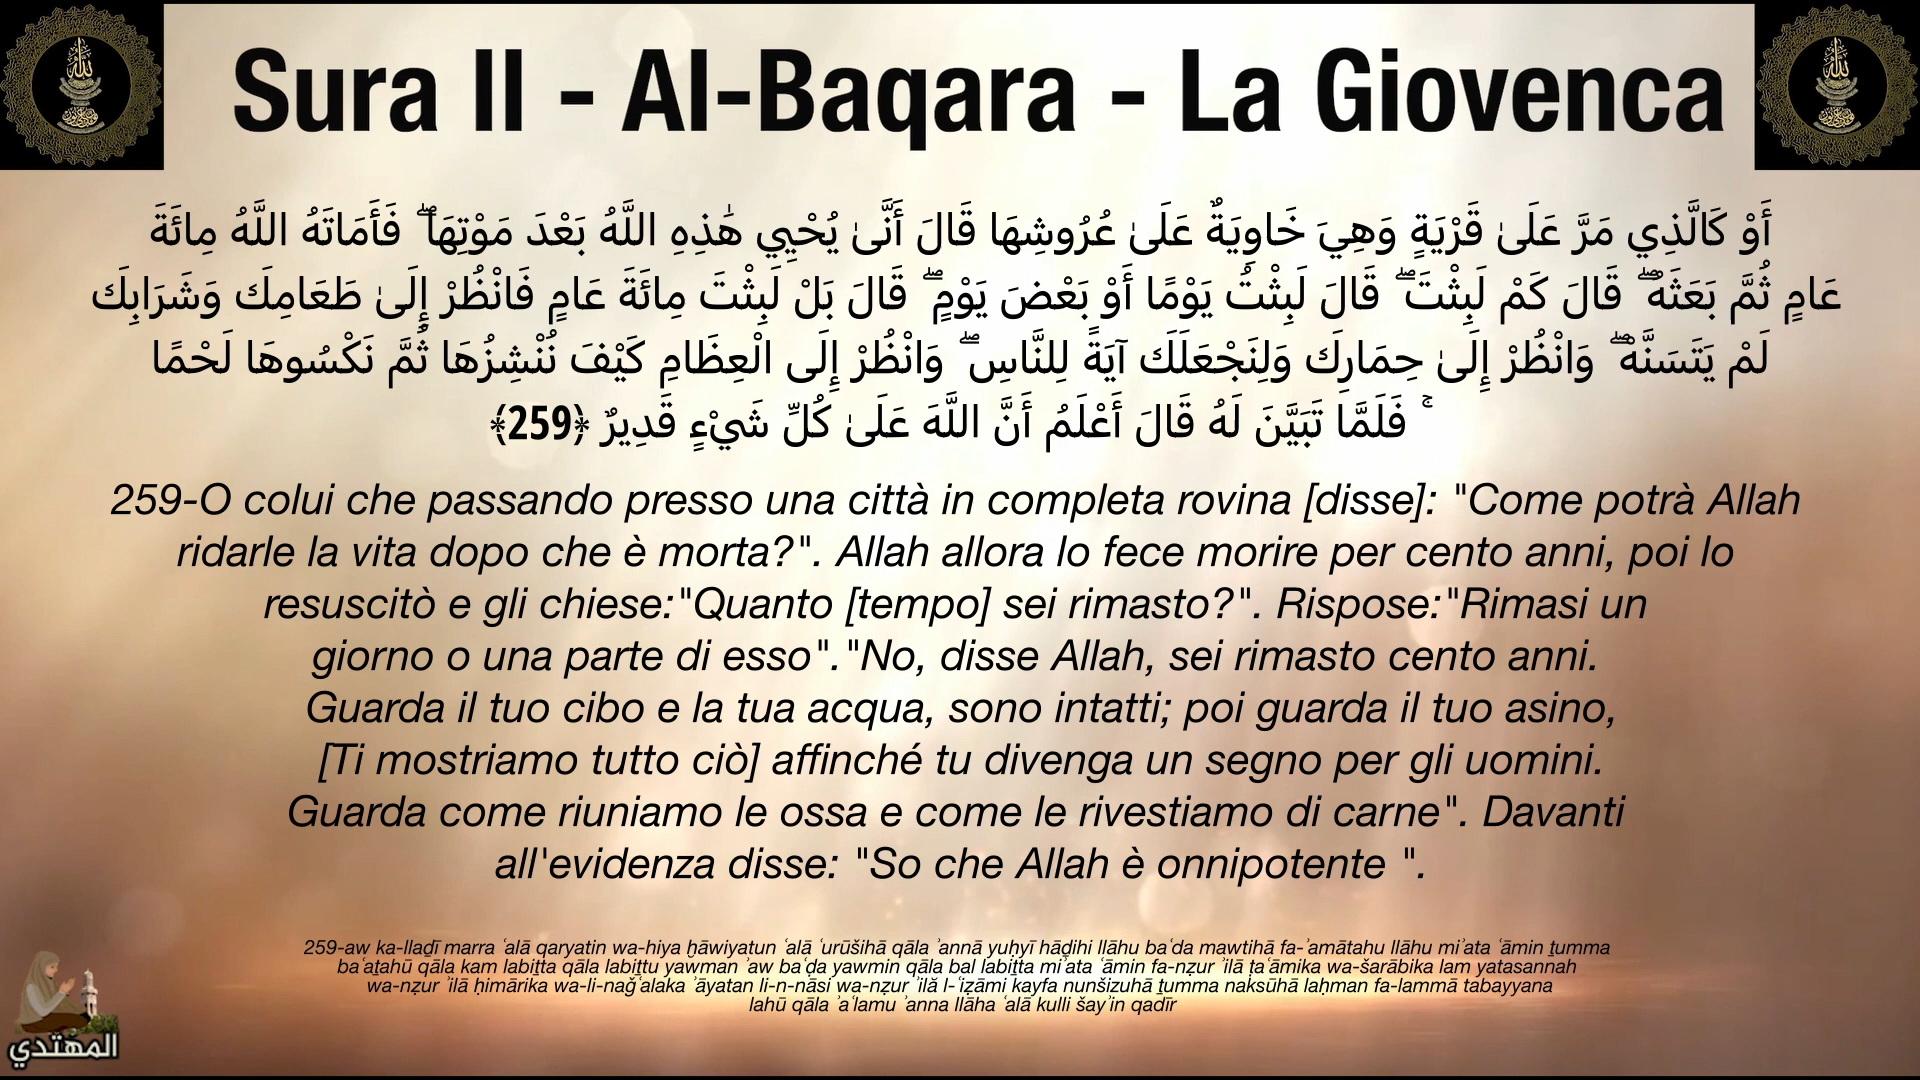 Sura II - Al-Baqara - La Giovenca
أَوْ كَالَّذِي مَرَّ عَلَىٰ قَرْيَةٍ وَهِيَ خَاوِيَةٌ عَلَىٰ عُرُوشِهَا قَالَ أَنَّىٰ يُحْيِي هَٰذِهِ اللَّهُ بَعْدَ مَوْتِهَا ۖ فَأَمَاتَهُ اللَّهُ مِائَةَ
عَامٍ ثُمَّ بَعَثَهُ ۖ قَالَ كَمْ لَبِثْتَ ۖ قَالَ لَبِثْتُ يَوْمًا أَوْ بَعْضَ يَوْمٍ ۖ قَالَ بَلْ لَبِثْتَ مِائَةَ عَامٍ فَانْظُرْ إِلَىٰ طَعَامِكَ وَشَرَابِكَ
لَمْ يَتَسَنَّهْ ۖ وَانْظُرْ إِلَىٰ حِمَارِكَ وَلِنَجْعَلَكَ آيَةً لِلنَّاسِ ۖ وَانْظُرْ إِلَى الْعِظَامِ كَيْفَ نُنْشِزُهَا ثُمَّ نَكْسُوهَا لَحْمًا
ۚ فَلَمَّا تَبَيَّنَ لَهُ قَالَ أَعْلَمُ أَنَّ اللَّهَ عَلَىٰ كُلِّ شَيْءٍ قَدِيرٌ ﴿259﴾
259-O colui che passando presso una città in completa rovina [disse]: "Come potrà Allah
ridarle la vita dopo che è morta?". Allah allora lo fece morire per cento anni, poi lo
resuscitò e gli chiese:"Quanto [tempo] sei rimasto?". Rispose:"Rimasi un
giorno o una parte di esso"."No, disse Allah, sei rimasto cento anni.
Guarda il tuo cibo e la tua acqua, sono intatti; poi guarda il tuo asino,
[Ti mostriamo tutto ciò] affinché tu divenga un segno per gli uomini.
Guarda come riuniamo le ossa e come le rivestiamo di carne". Davanti
all'evidenza disse: "So che Allah è onnipotente ".
259-aw ka-llaḏī marra ʿalā qaryatin wa-hiya ḫāwiyatun ʿalā ʿurūšihā qāla ʾannā yuḥyī hāḏihi llāhu baʿda mawtihā fa-ʾamātahu llāhu miʾata ʿāmin ṯumma
baʿaṯahū qāla kam labiṯta qāla labiṯtu yawman ʾaw baʿḍa yawmin qāla bal labiṯta miʾata ʿāmin fa-nẓur ʾilā ṭaʿāmika wa-šarābika lam yatasannah
wa-nẓur ʾilā ḥimārika wa-li-naǧʿalaka ʾāyatan li-n-nāsi wa-nẓur ʾilā l-ʿiẓāmi kayfa nunšizuhā ṯumma naksūhā laḥman fa-lammā tabayyana
lahū qāla ʾaʿlamu ʾanna llāha ʿalā kulli šayʾin qadīr
المهتدي